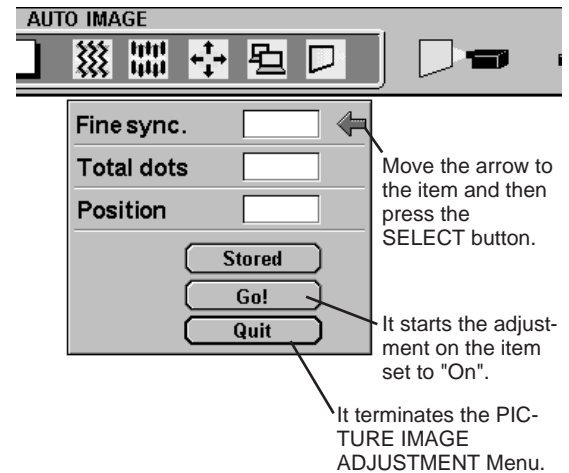 AUTO IMAGE
Fine sync.
Total dots
Position
Stored
Go!
Quit
Move the arrow to
the item and then
press the
SELECT button.
It starts the adjust-
ment on the item
set to "On".
It terminates the PIC-
TURE IMAGE
ADJUSTMENT Menu.